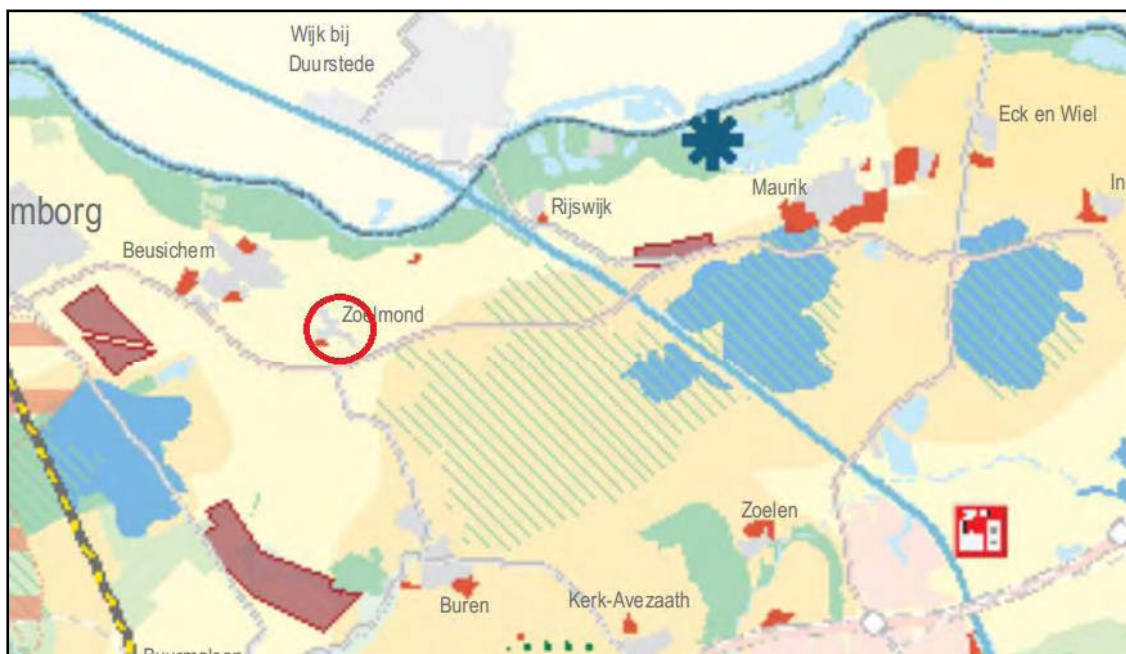 Wijk bij
Duurstede
Eck en Wiel
Maurik
In
Rijswijk
mborg
Beusichem
Zoelmond
Zoelen
Buren
Kerk-Avezaath